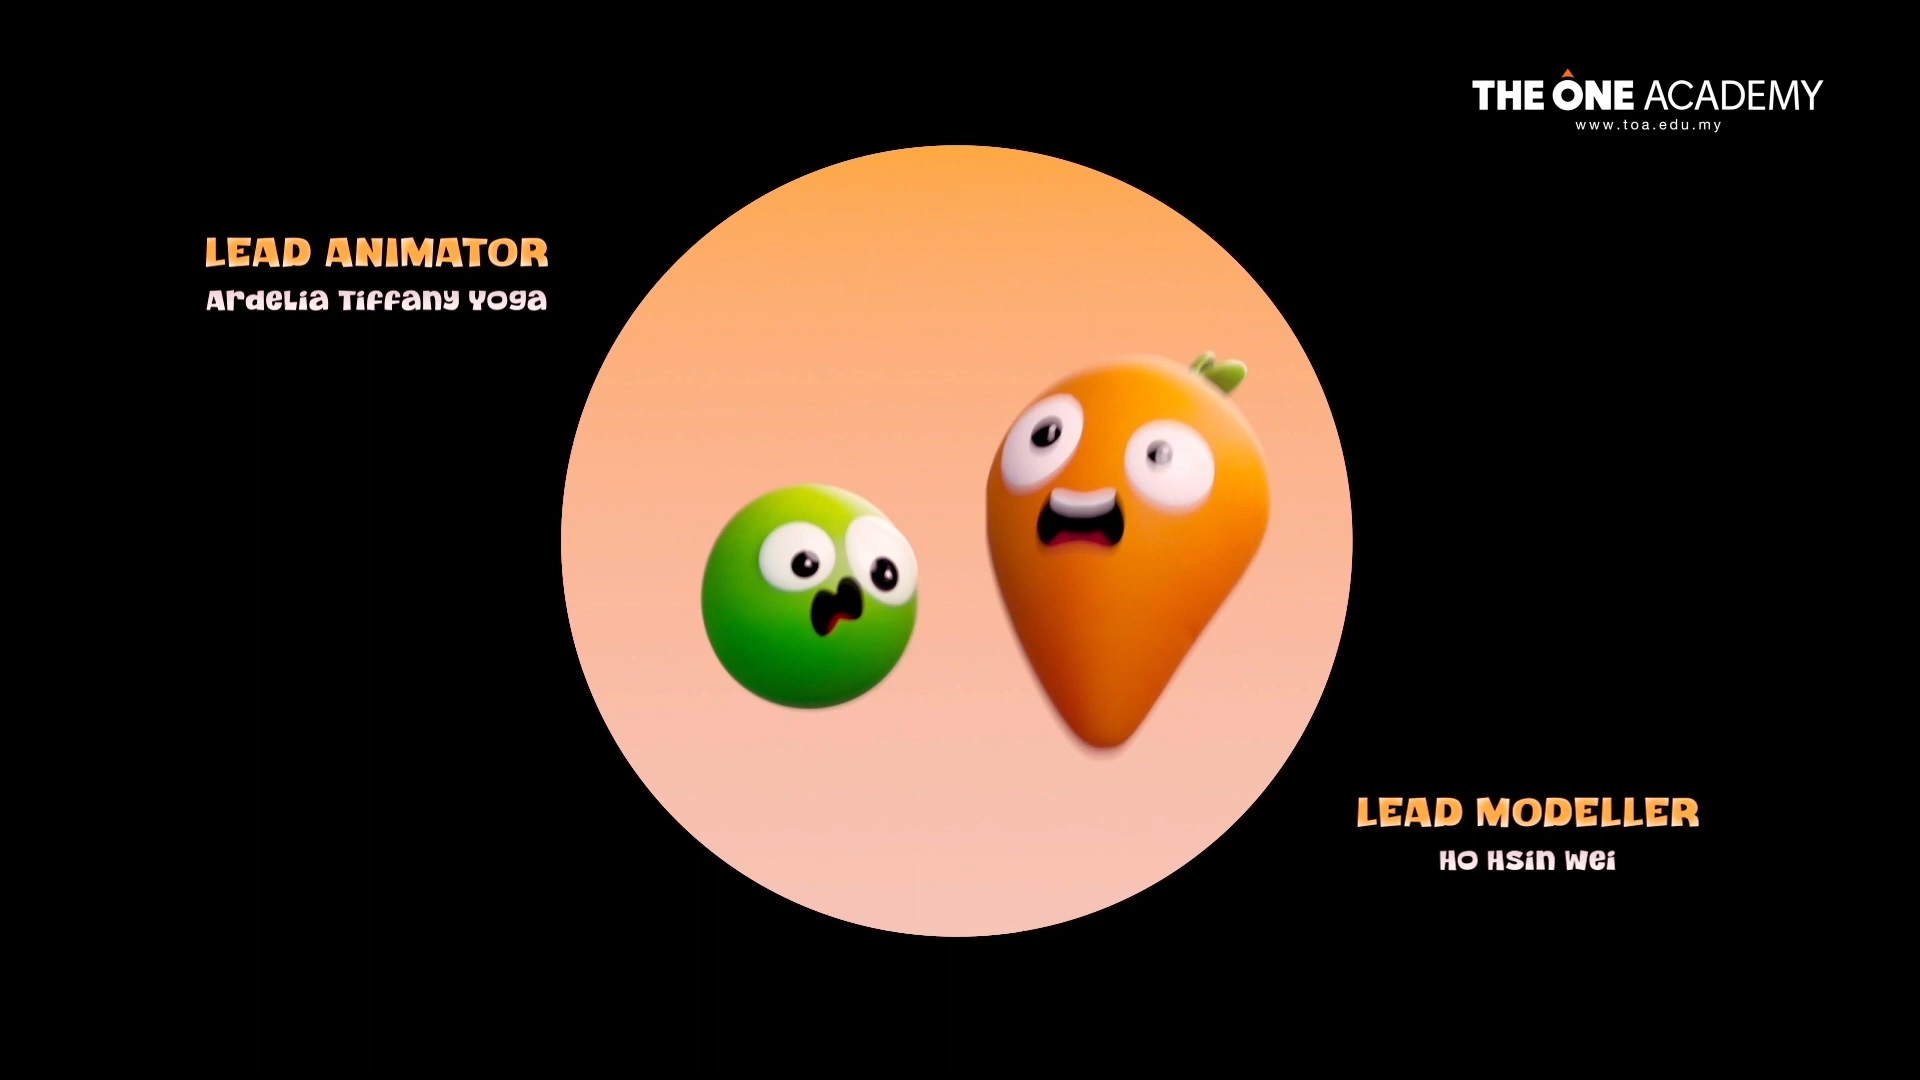 THE ONE ACADEMY
www.toa.edu.my
LEAD ANIMATOR
Ardelia Tiffany Yoga
LEAD MODELLER
Ho Hsin Wei